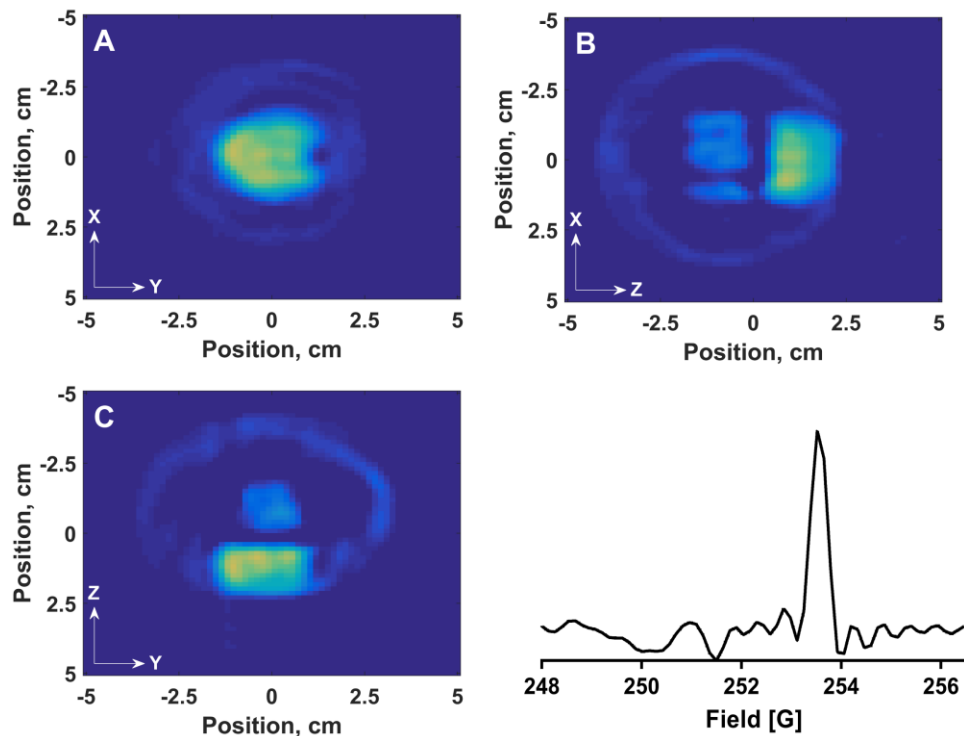 A
Position, cm
-5
-2.5
0
2.5
5
X
Y
-5 -2.5 0 2.5 5
Position, cm
B
Position, cm
-5
-2.5
0
2.5
5
X
Z
-5 -2.5 0 2.5 5
Position, cm
C
Position, cm
-5
-2.5
0
2.5
5
Z
Y
-5 -2.5 0 2.5 5
Position, cm
248 250 252 254 256
Field [G]